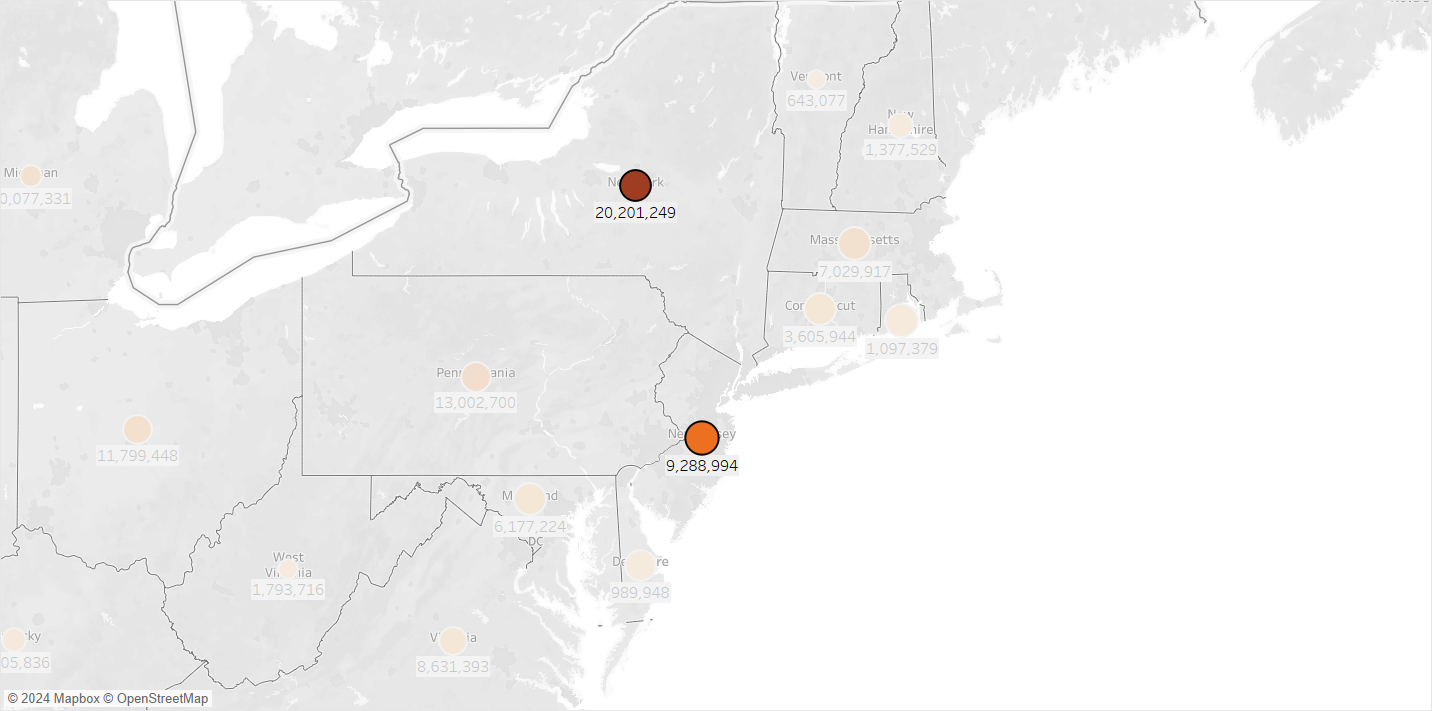 Vermont
643,077
New
Hampshire
1,377,529
Michigan
0,077,331
New York
20,201,249
Massachusetts
7,029,917
Connecticut
3,605,944
1,097,379
Pennsylvania
13,002,700
11,799,448
New Jersey
9,288,994
Maryland
6,177,224
DC
West
Virginia
1,793,716
Delaware
989,948
ky
05,836
Virginia
8,631,393
© 2024 Mapbox © OpenStreetMap